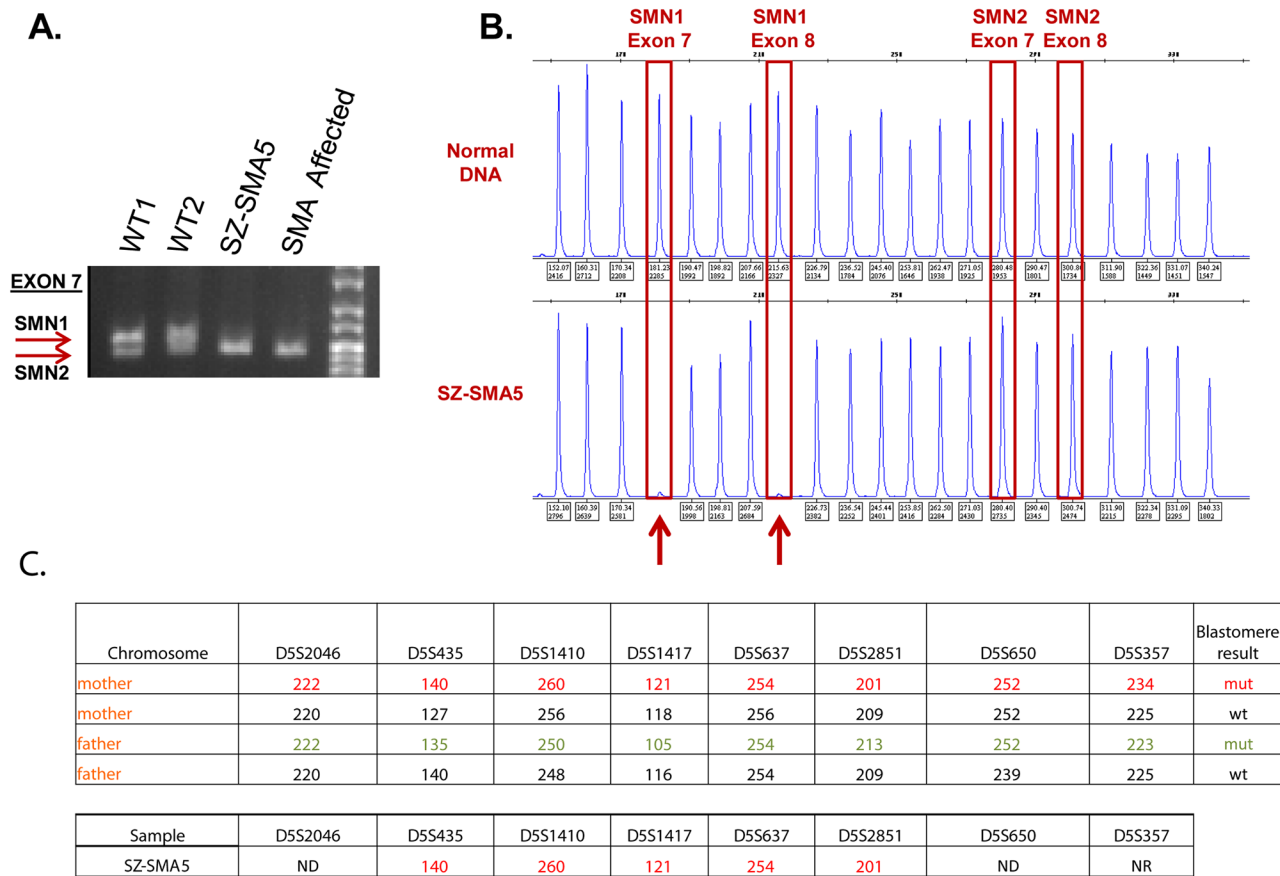 A.
WT1
WT2
SZ-SMA5
SMA Affected
EXON 7
SMN1
SMN2
B.
SMN1 Exon 7
SMN1 Exon 8
SMN2 Exon 7
SMN2 Exon 8
170 210 250 290 330
Normal DNA
152.07 160.31 170.34 181.23 190.47 198.82 207.66 215.63 226.79 236.52 245.40 253.81 262.47 271.05 280.48 290.47 300.86 311.90 322.36 331.07 340.24
2416 2712 2208 2285 1992 1892 2166 2327 2134 1784 2076 1646 1938 1925 1953 1801 1734 1588 1449 1451 1547
170 210 290 330
SZ-SMA5
152.10 160.39 170.34 190.56 198.81 207.59 226.73 236.54 245.44 253.85 262.50 271.03 280.40 290.40 300.74 311.90 322.34 331.09 340.33
2796 2639 2581 1998 2163 2684 2382 2252 2401 2416 2284 2430 2735 2345 2474 2215 2278 2295 1802
C.
Chromosome D5S2046 D5S435 D5S1410 D5S1417 D5S637 D5S2851 D5S650 D5S357 Blastomere result
mother 222 140 260 121 254 201 252 234 mut
mother 220 127 256 118 256 209 252 225 wt
father 222 135 250 105 254 213 252 223 mut
father 220 140 248 116 254 209 239 225 wt
Sample D5S2046 D5S435 D5S1410 D5S1417 D5S637 D5S2851 D5S650 D5S357
SZ-SMA5 ND 140 260 121 254 201 ND NR